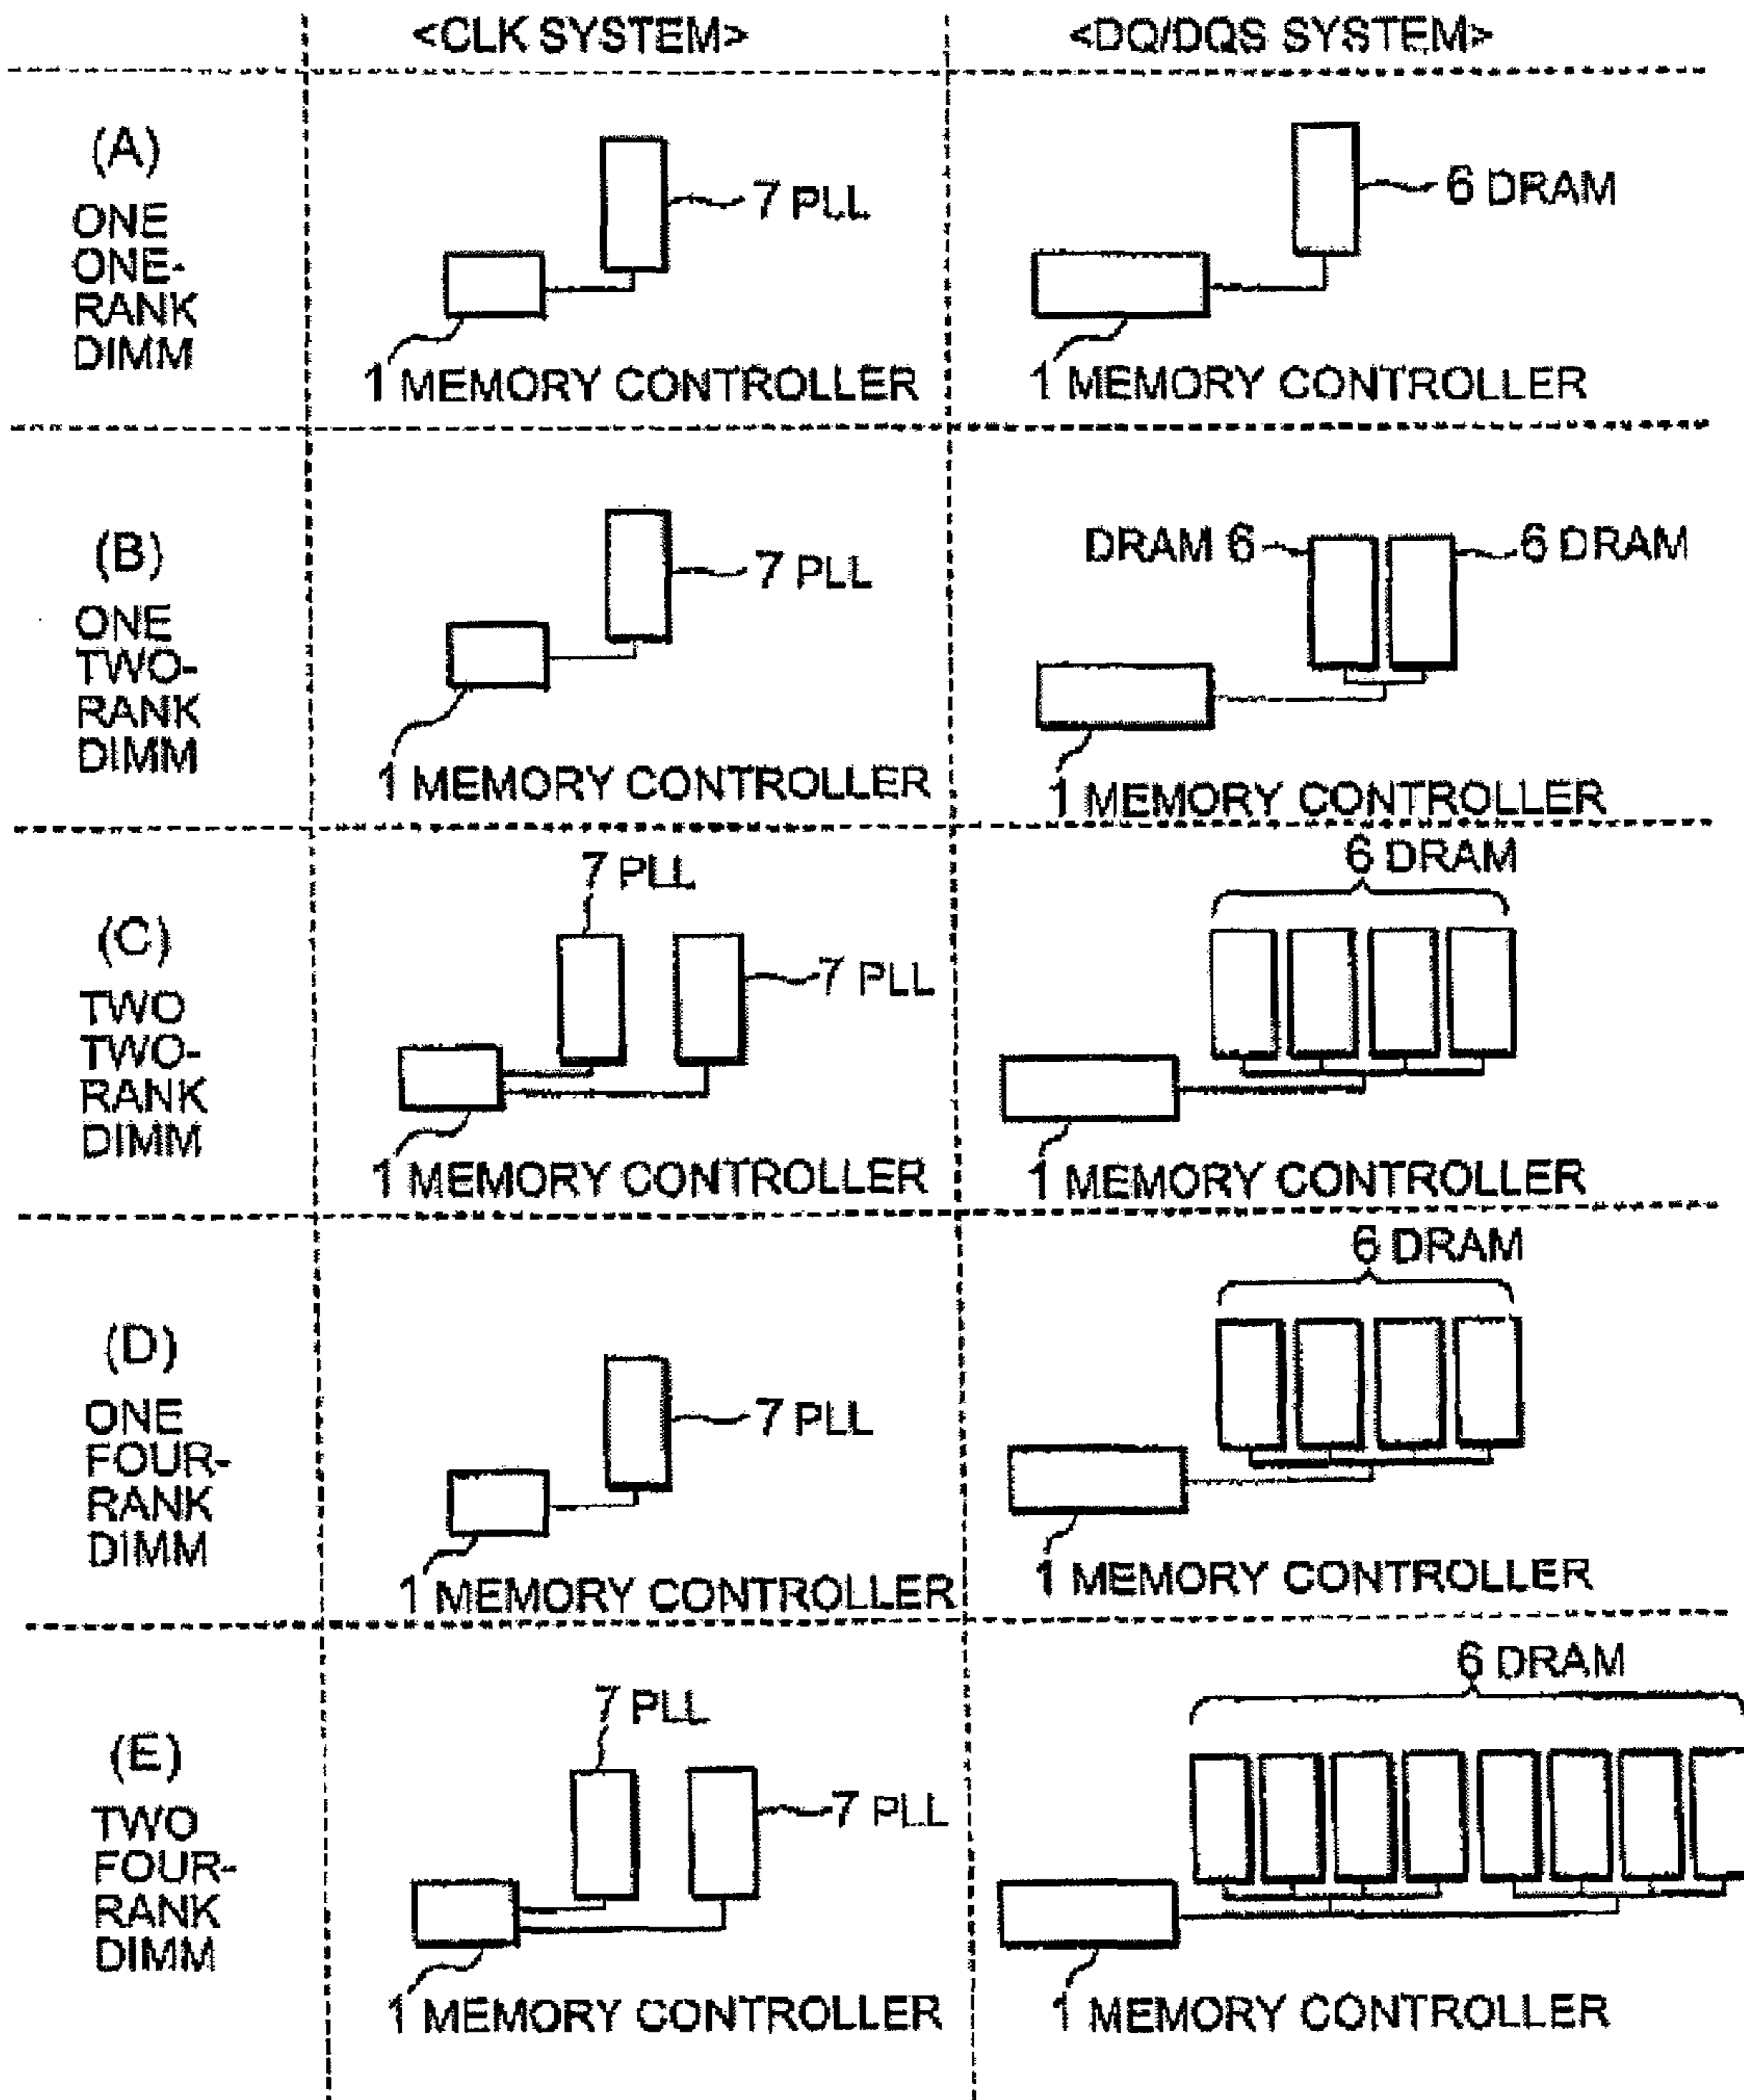 <CLK SYSTEM> <DQ/DQS SYSTEM>
(A)
ONE
ONE-
RANK
DIMM
7 PLL
1 MEMORY CONTROLLER
6 DRAM
1 MEMORY CONTROLLER
(B)
ONE
TWO-
RANK
DIMM
7 PLL
1 MEMORY CONTROLLER
DRAM 6 6 DRAM
1 MEMORY CONTROLLER
(C)
TWO
TWO-
RANK
DIMM
7 PLL
7 PLL
1 MEMORY CONTROLLER
6 DRAM
1 MEMORY CONTROLLER
(D)
ONE
FOUR-
RANK
DIMM
7 PLL
1 MEMORY CONTROLLER
6 DRAM
1 MEMORY CONTROLLER
(E)
TWO
FOUR-
RANK
DIMM
7 PLL
7 PLL
1 MEMORY CONTROLLER
6 DRAM
1 MEMORY CONTROLLER